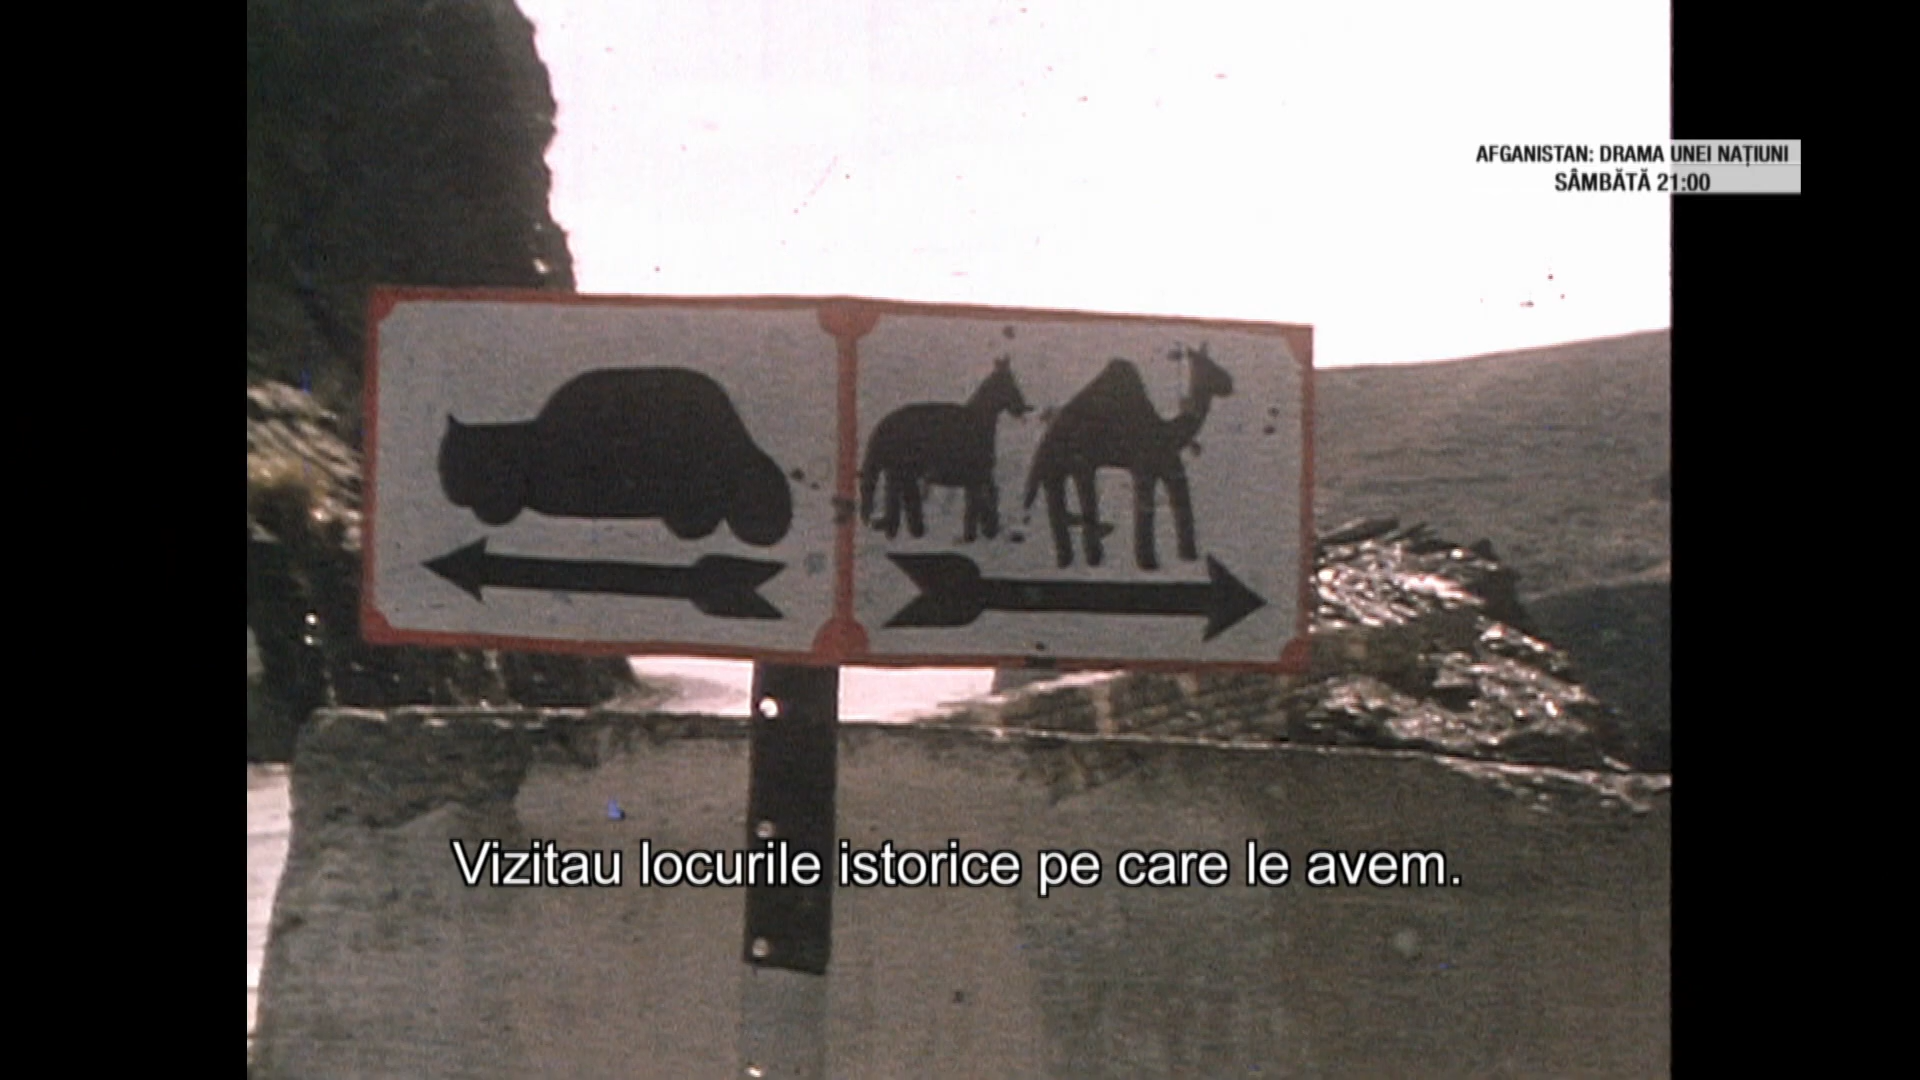 AFGANISTAN: DRAMA UNEI NAȚIUNI
SÂMBĂTĂ 21:00
Vizitau locurile istorice pe care le avem.